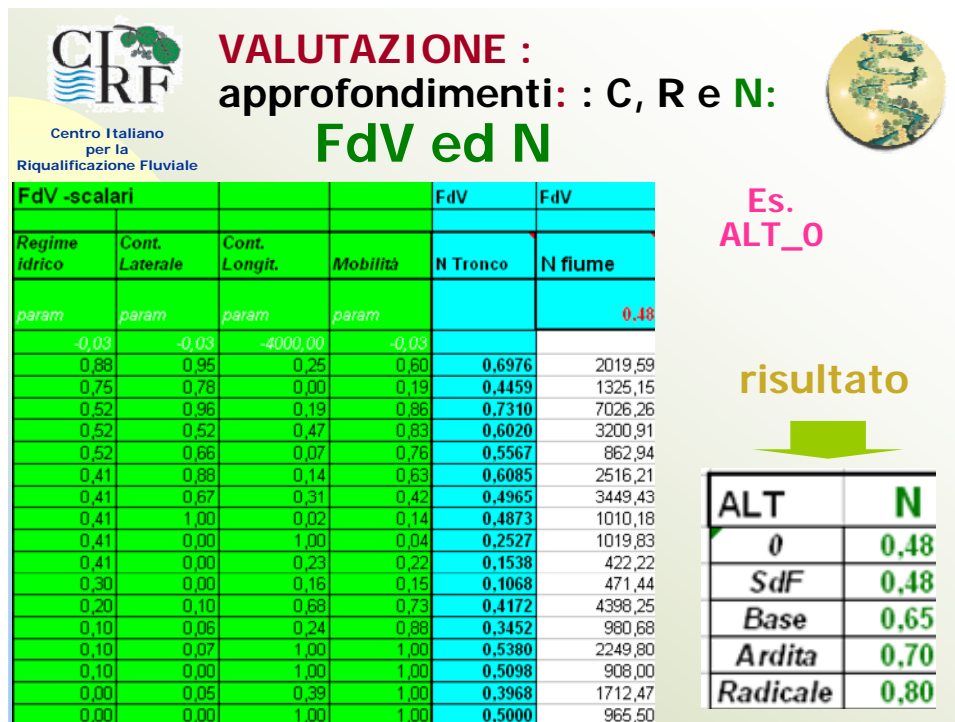 CIRF
Centro Italiano
per la
Riqualificazione Fluviale
VALUTAZIONE :
approfondimenti: : C, R e N:
FdV ed N
FdV -scalari FdV FdV
Regime idrico Cont. Laterale Cont. Longit. Mobilità N Tronco N fiume
param param param param 0.48
-0,03 -0,03 -4000,00 -0,03
0,88 0,95 0,25 0,60 0,6976 2019,59
0,75 0,78 0,00 0,19 0,4459 1325,15
0,52 0,96 0,19 0,86 0,7310 7026,26
0,52 0,52 0,47 0,83 0,6020 3200,91
0,52 0,66 0,07 0,76 0,5567 862,94
0,41 0,88 0,14 0,63 0,6085 2516,21
0,41 0,67 0,31 0,42 0,4965 3449,43
0,41 1,00 0,02 0,14 0,4873 1010,18
0,41 0,00 1,00 0,04 0,2527 1019,83
0,41 0,00 0,23 0,22 0,1538 422,22
0,30 0,00 0,16 0,15 0,1068 471,44
0,20 0,10 0,68 0,73 0,4172 4398,25
0,10 0,06 0,24 0,88 0,3452 980,68
0,10 0,07 1,00 1,00 0,5380 2249,80
0,10 0,00 1,00 1,00 0,5098 908,00
0,00 0,05 0,39 1,00 0,3968 1712,47
0,00 0,00 1,00 1,00 0,5000 965,50
Es.
ALT_0
risultato
ALT N
0 0,48
SdF 0,48
Base 0,65
Ardita 0,70
Radicale 0,80